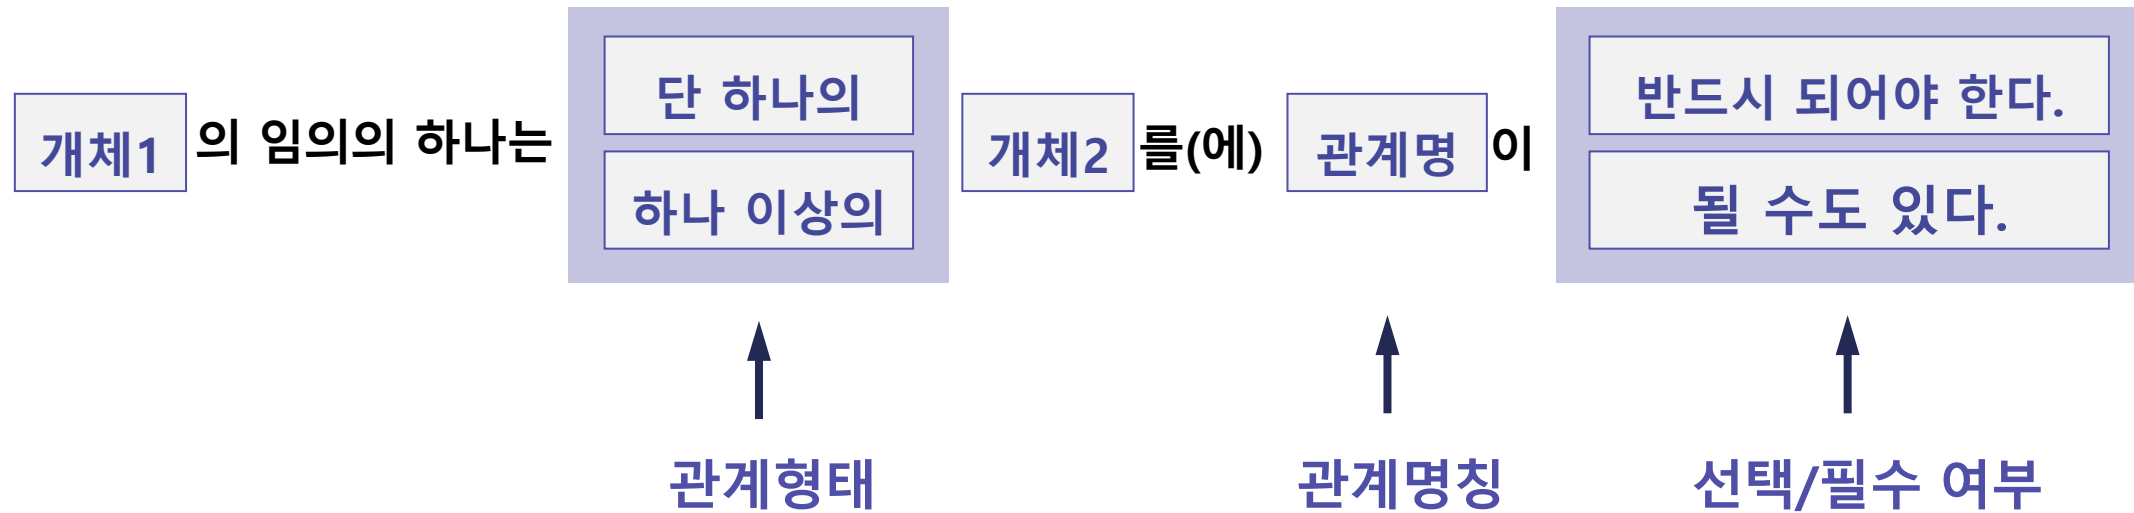 개체1 의 임의의 하나는
단 하나의
하나 이상의
개체2 를(에) 관계명 이
반드시 되어야 한다.
될 수도 있다.
관계형태
관계명칭
선택/필수 여부